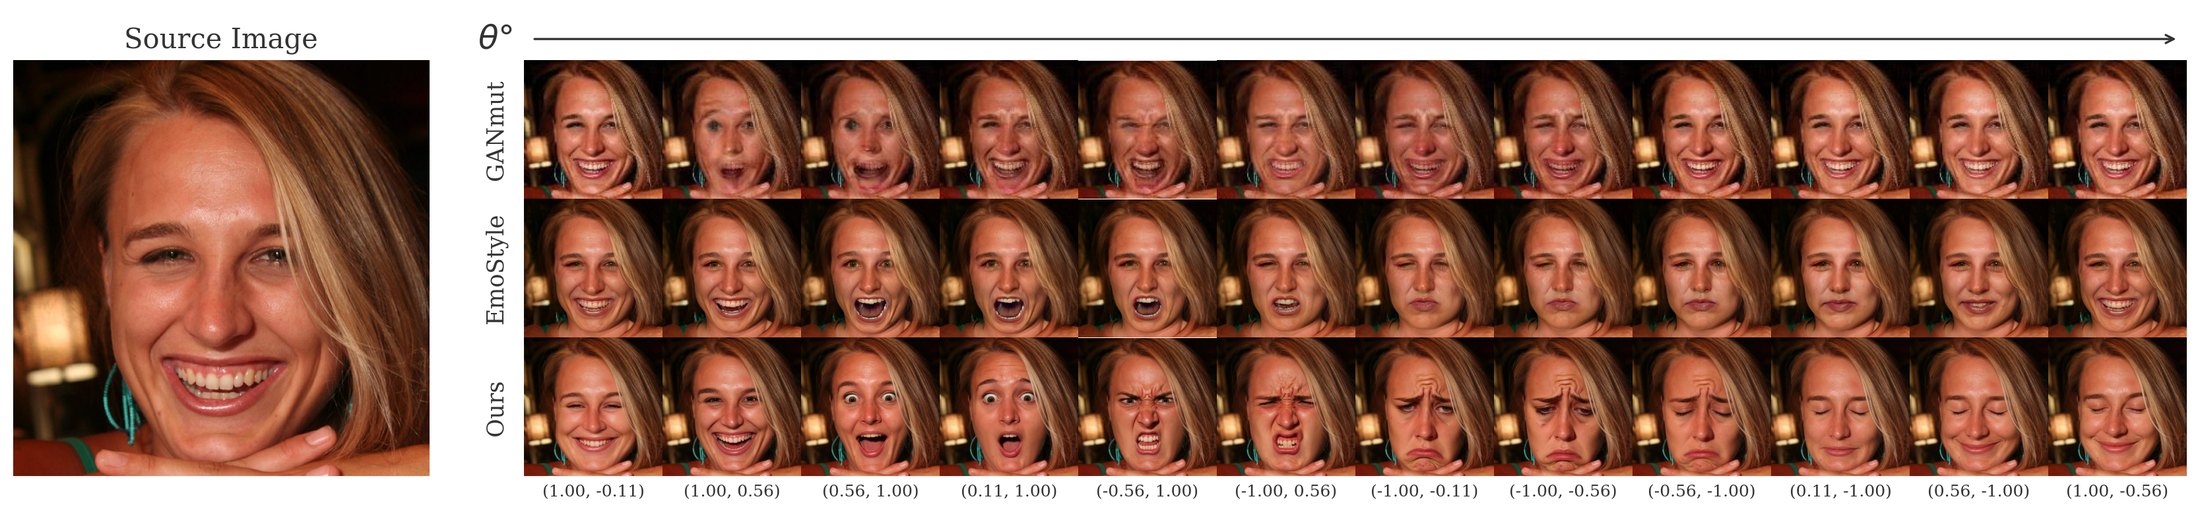 Source Image
θ°
GANmut
EmoStyle
Ours
(1.00, -0.11) (1.00, 0.56) (0.56, 1.00) (0.11, 1.00) (-0.56, 1.00) (-1.00, 0.56) (-1.00, -0.11) (-1.00, -0.56) (-0.56, -1.00) (0.11, -1.00) (0.56, -1.00) (1.00, -0.56)